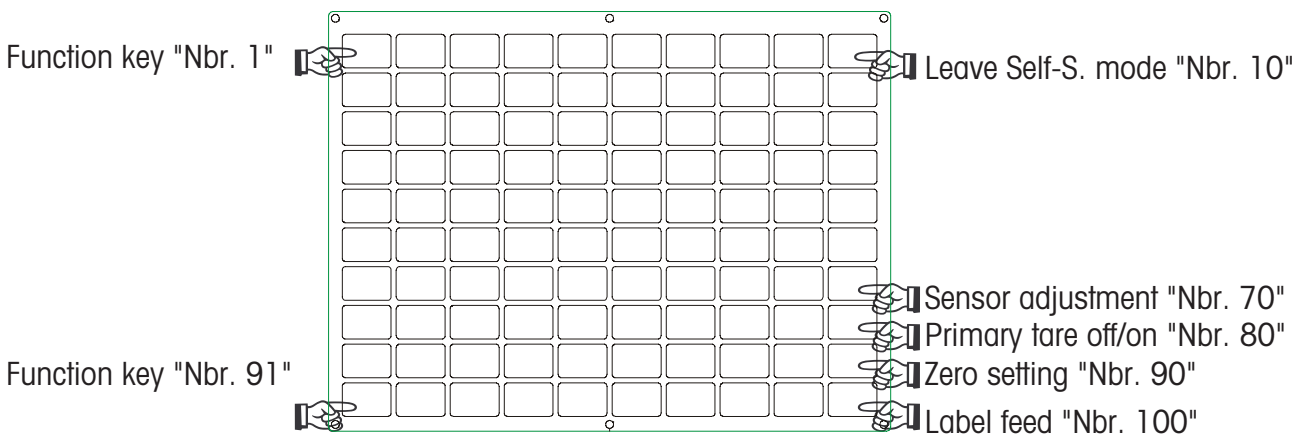 Function key "Nbr. 1"
Leave Self-S. mode "Nbr. 10"
Sensor adjustment "Nbr. 70"
Primary tare off/on "Nbr. 80"
Function key "Nbr. 91"
Zero setting "Nbr. 90"
Label feed "Nbr. 100"